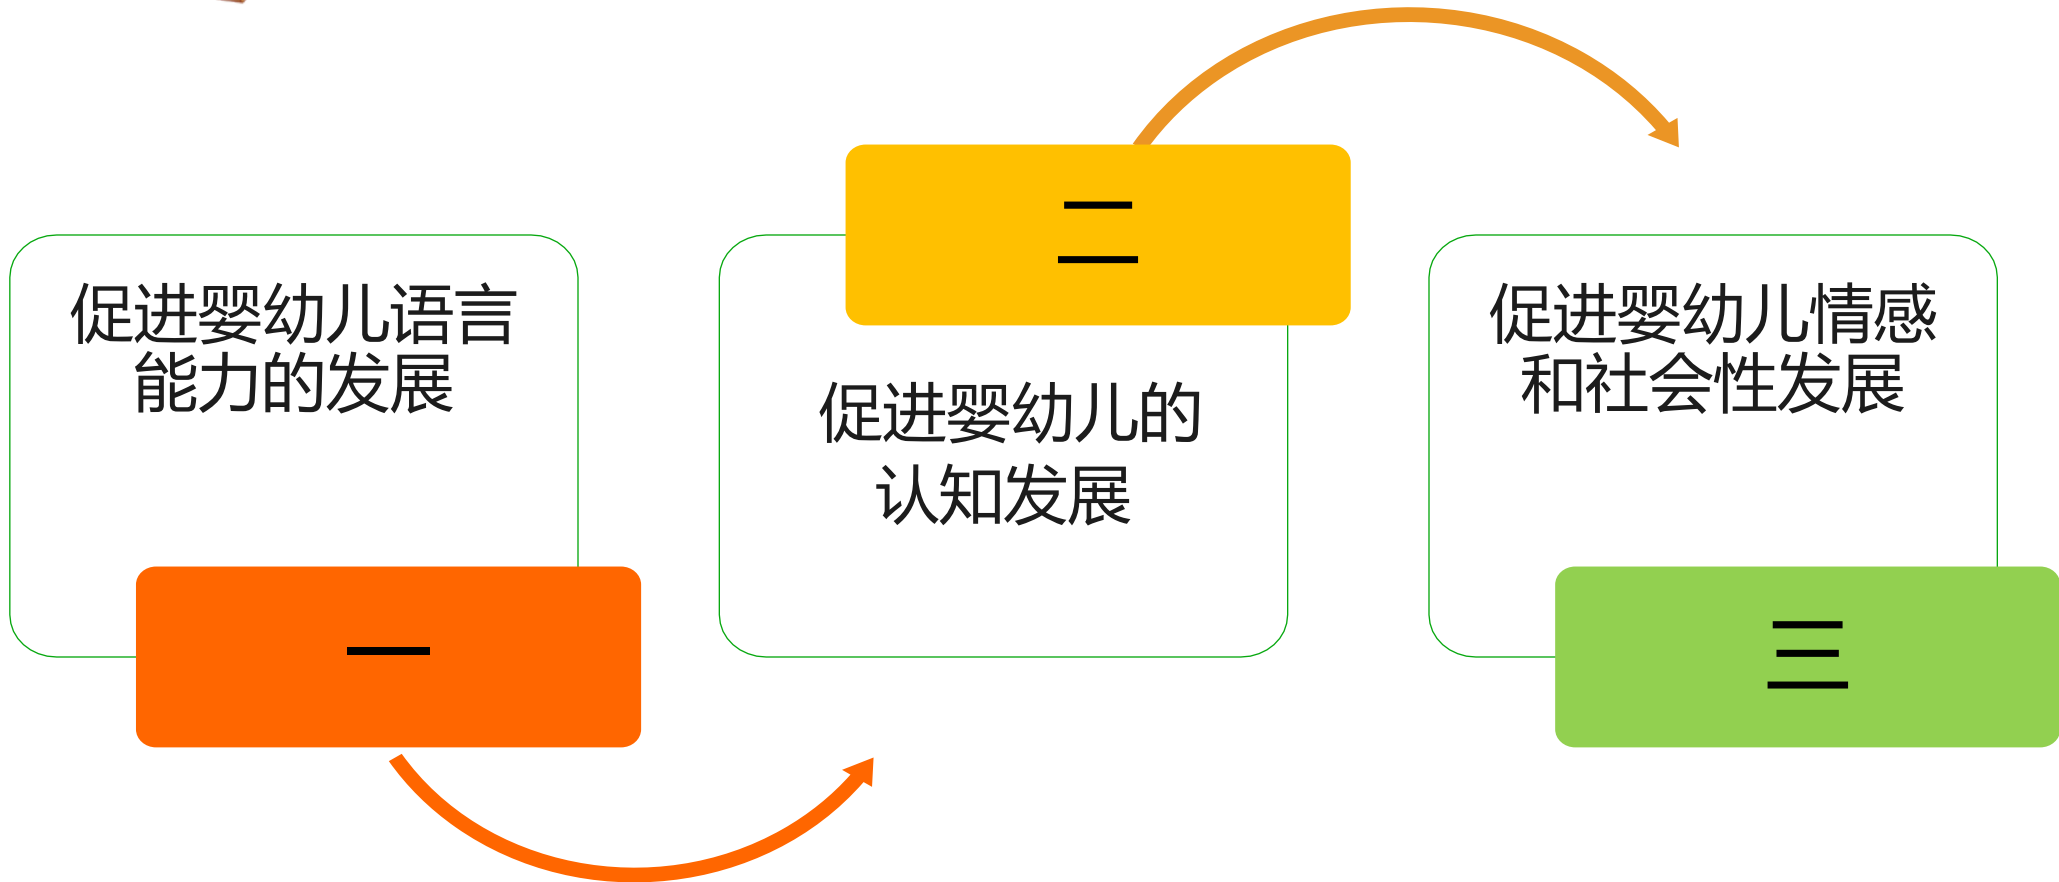 促进婴幼儿语言
能力的发展
一
二
促进婴幼儿的
认知发展
促进婴幼儿情感
和社会性发展
三